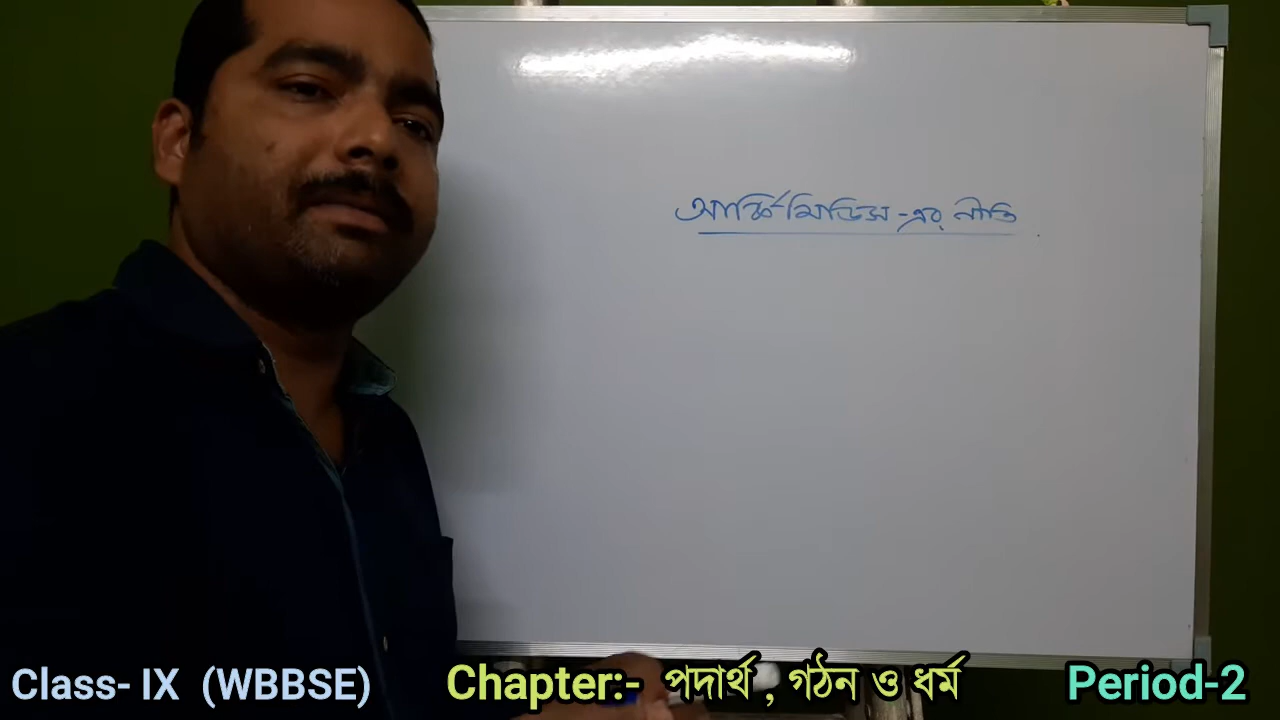 আর্কিমিডিস-এর নীতি
Class- IX (WBBSE) Chapter:- পদার্থ , গঠন ও ধর্ম Period-2